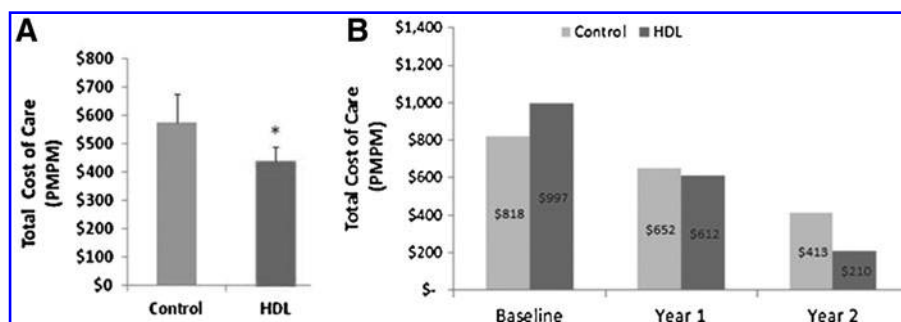 A
Total Cost of Care
(PMPM)
$800
$700
$600
$500
$400
$300
$200
$100
$0
*
Control
HDL
B
Control
HDL
Total Cost of Care
(PMPM)
$1,400
$1,200
$1,000
$800
$600
$400
$200
$-
$818
$997
$652
$612
$413
$210
Baseline
Year 1
Year 2